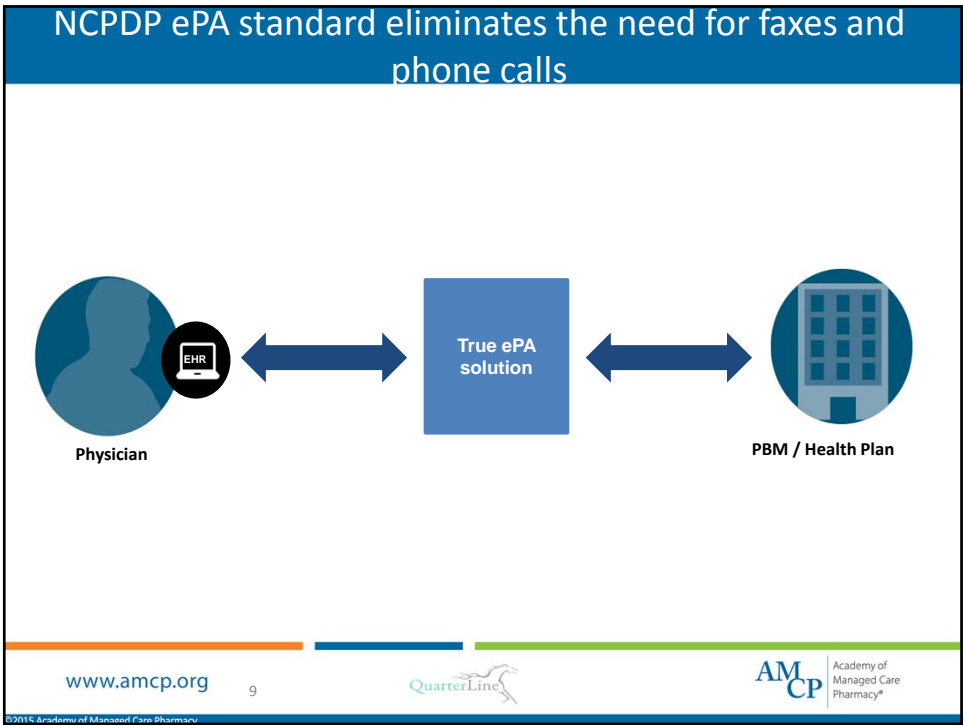 NCPDP ePA standard eliminates the need for faxes and
phone calls
EHR
True ePA
solution
Physician
PBM / Health Plan
www.amcp.org
9
QuarterLine
AMCP
Academy of
Managed Care
Pharmacy®
©2015 Academy of Managed Care Pharmacy